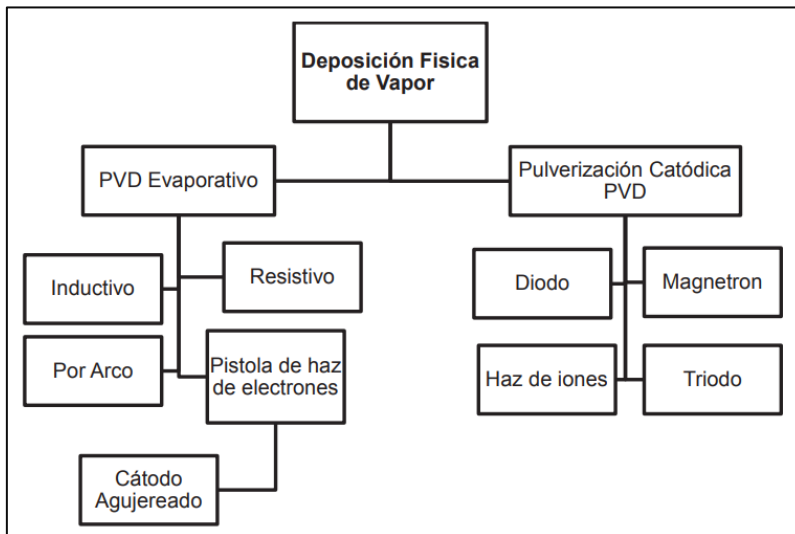 Deposición Fisica
de Vapor
PVD Evaporativo
Pulverización Catódica
PVD
Inductivo
Resistivo
Diodo
Magnetron
Por Arco
Pistola de haz
de electrones
Haz de iones
Triodo
Cátodo
Agujereado